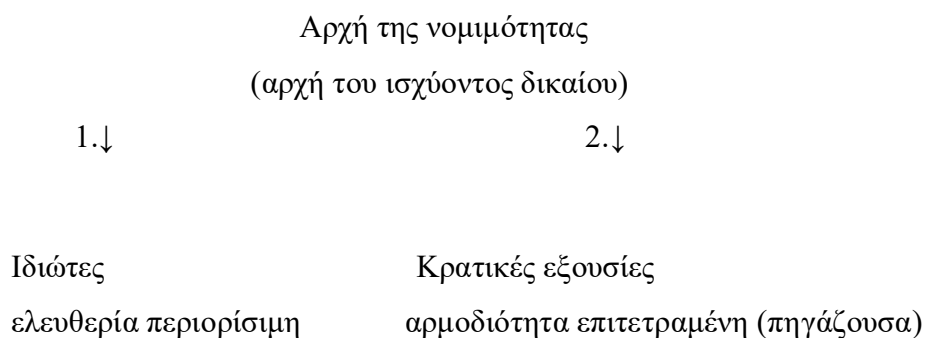 Αρχή της νομιμότητας
(αρχή του ισχύοντος δικαίου)
1.↓ 2.↓
Ιδιώτες Κρατικές εξουσίες
ελευθερία περιορίσιμη αρμοδιότητα επιτετραμένη (πηγάζουσα)